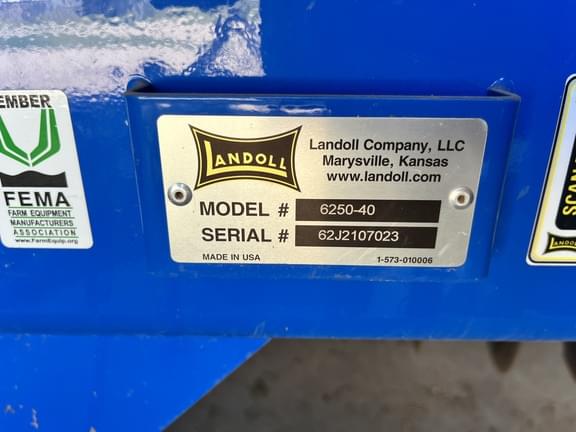 EMBER
FEMA
FARM EQUIPMENT
MANUFACTURERS
ASSOCIATION
www.FarmEquip.org
LANDOLL
Landoll Company, LLC
Marysville, Kansas
www.landoll.com
MODEL # 6250-40
SERIAL # 62J2107023
MADE IN USA 1-573-010006
SCAN
LANDOLL